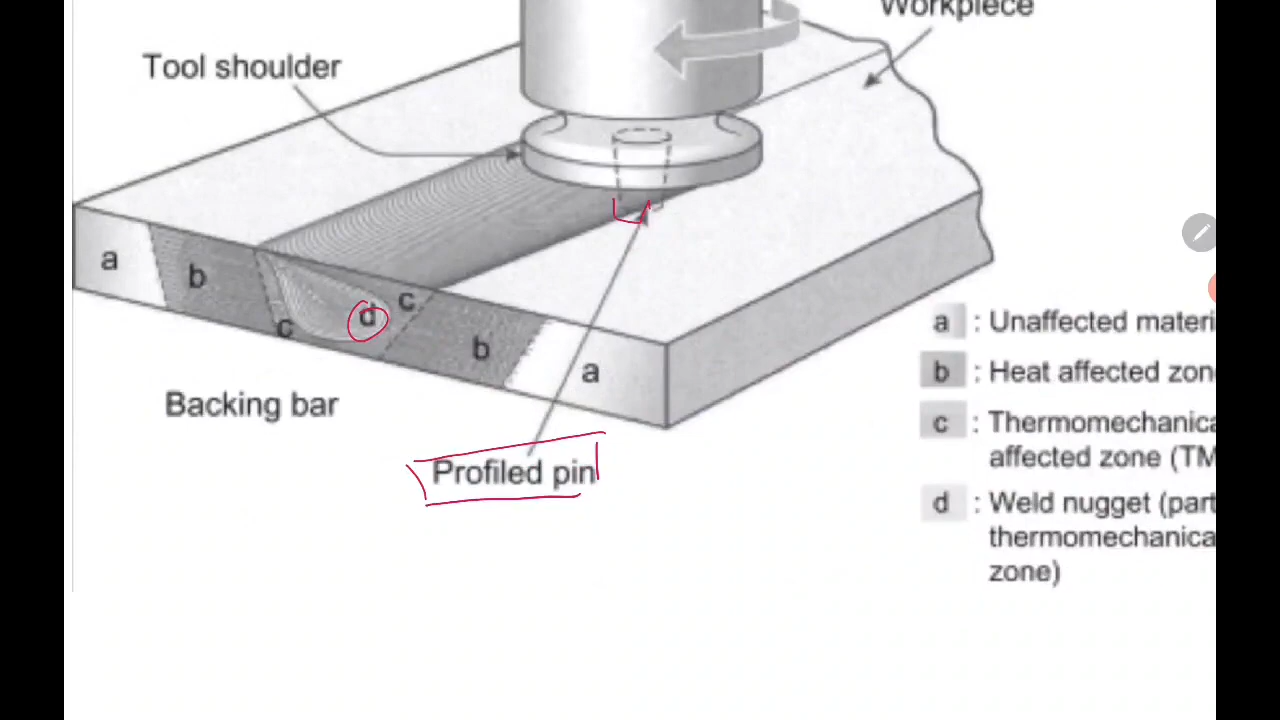 Workpiece
Tool shoulder
a
b
c
d
c
b
a
Backing bar
Profiled pin
a : Unaffected materi
b : Heat affected zon
c : Thermomechanica
affected zone (TM
d : Weld nugget (part
thermomechanica
zone)